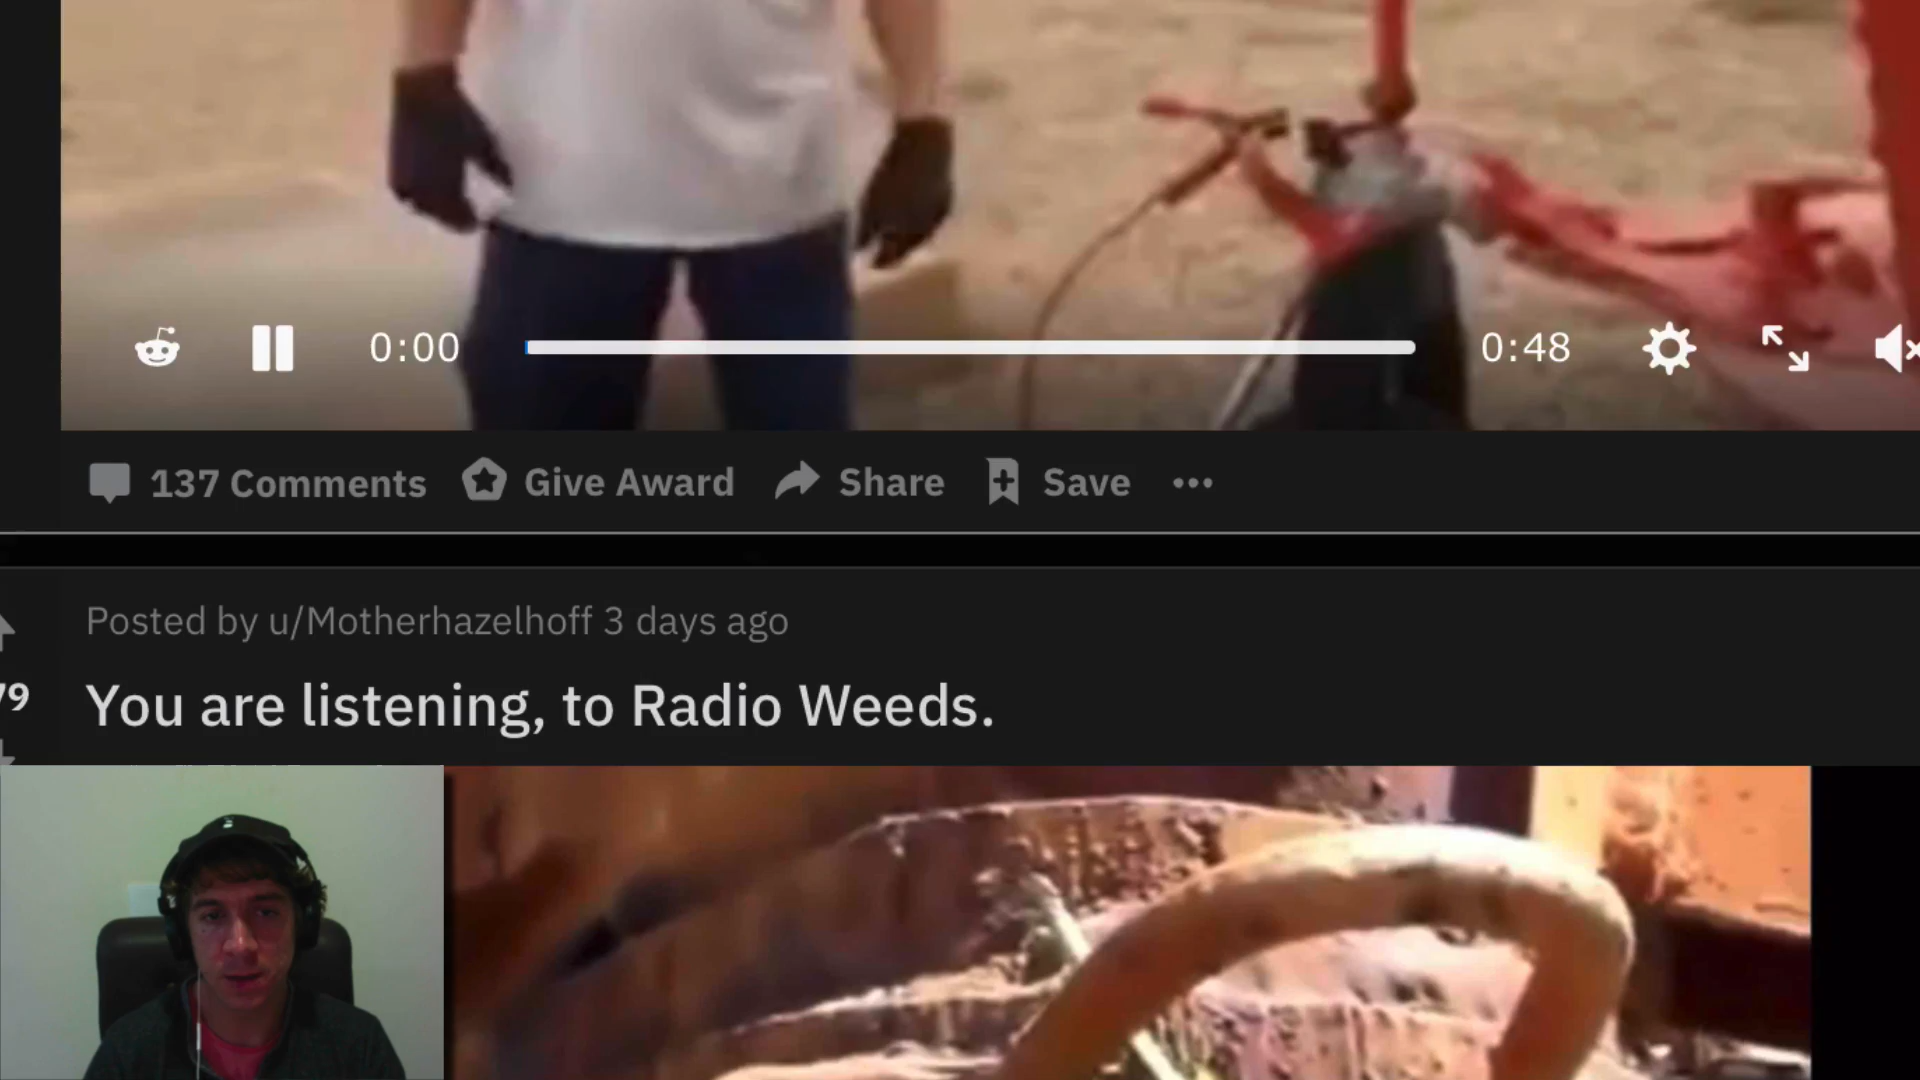 0:00 0:48
137 Comments Give Award Share Save
Posted by u/Motherhazelhoff 3 days ago
79
You are listening, to Radio Weeds.